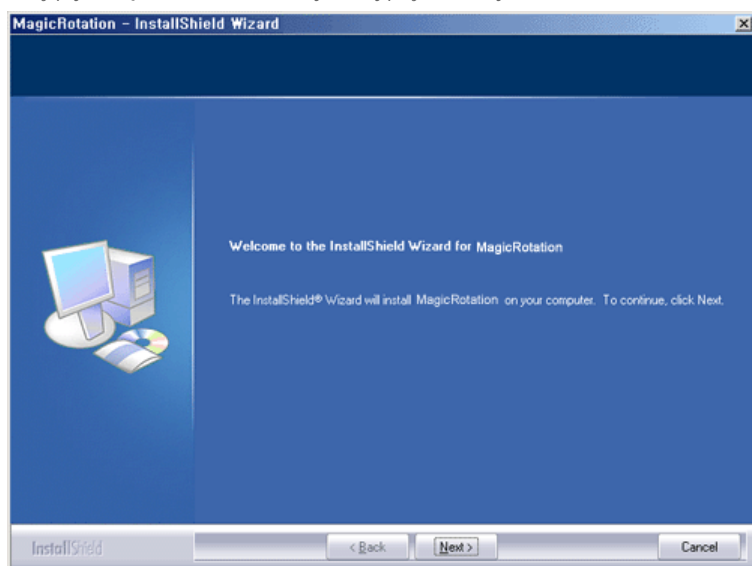 MagicRotation - InstallShield Wizard
Welcome to the InstallShield Wizard for MagicRotation
The InstallShield® Wizard will install MagicRotation on your computer. To continue, click Next.
InstallShield
< Back
Next >
Cancel